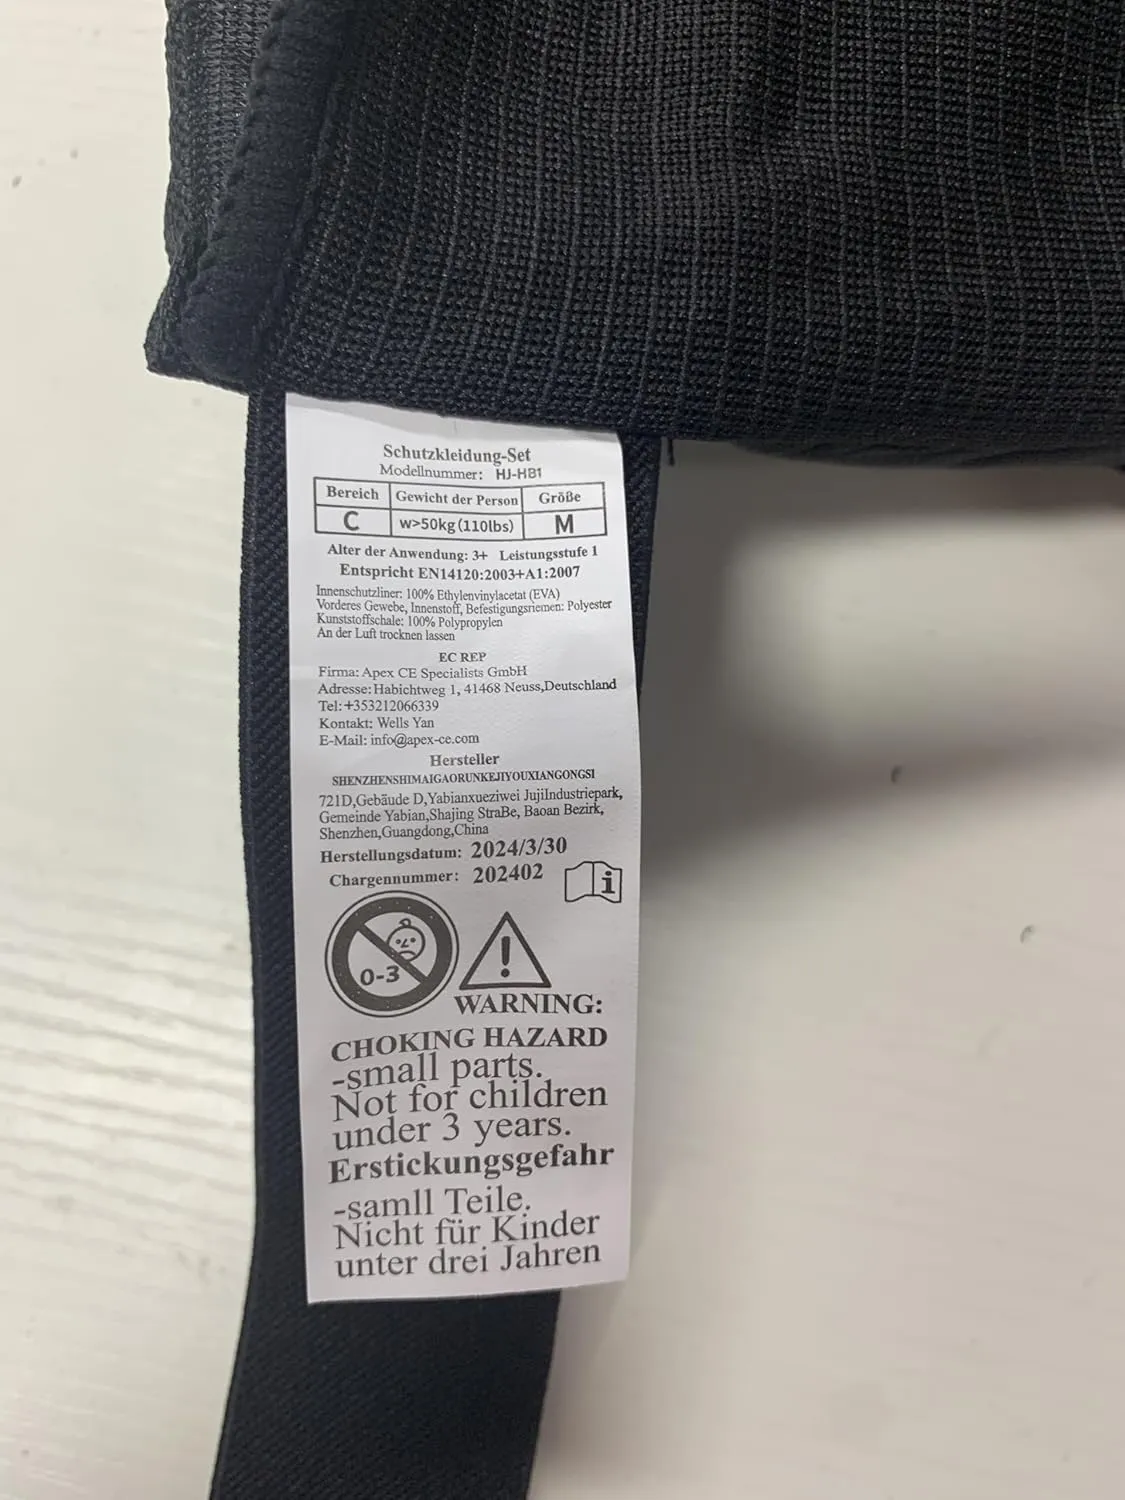 Schutzkleidung-Set
Modellnummer: HJ-HB1
Bereich Gewicht der Person Größe
C w>50kg(110lbs) M
Alter der Anwendung: 3+ Leistungsstufe 1
Entspricht EN14120:2003+A1:2007
Innenschutzliner: 100% Ethylenvinylacetat (EVA)
Vorderes Gewebe, Innenstoff, Befestigungsriemen: Polyester
Kunststoffschale: 100% Polypropylen
An der Luft trocknen lassen
EC REP
Firma: Apex CE Specialists GmbH
Adresse:Habichtweg 1, 41468 Neuss,Deutschland
Tel:+353212066339
Kontakt: Wells Yan
E-Mail: info@apex-ce.com
Hersteller
SHENZHENSHIMAIGAORUNKEJIYOUXIANGONGSI
721D,Gebäude D,Yabianxueziwei JujiIndustriepark,
Gemeinde Yabian,Shajing StraBe, Baoan Bezirk,
Shenzhen,Guangdong,China
Herstellungsdatum: 2024/3/30
Chargennummer: 202402
i
0-3
!
WARNING:
CHOKING HAZARD
-small parts.
Not for children
under 3 years.
Erstickungsgefahr
-samll Teile.
Nicht für Kinder
unter drei Jahren